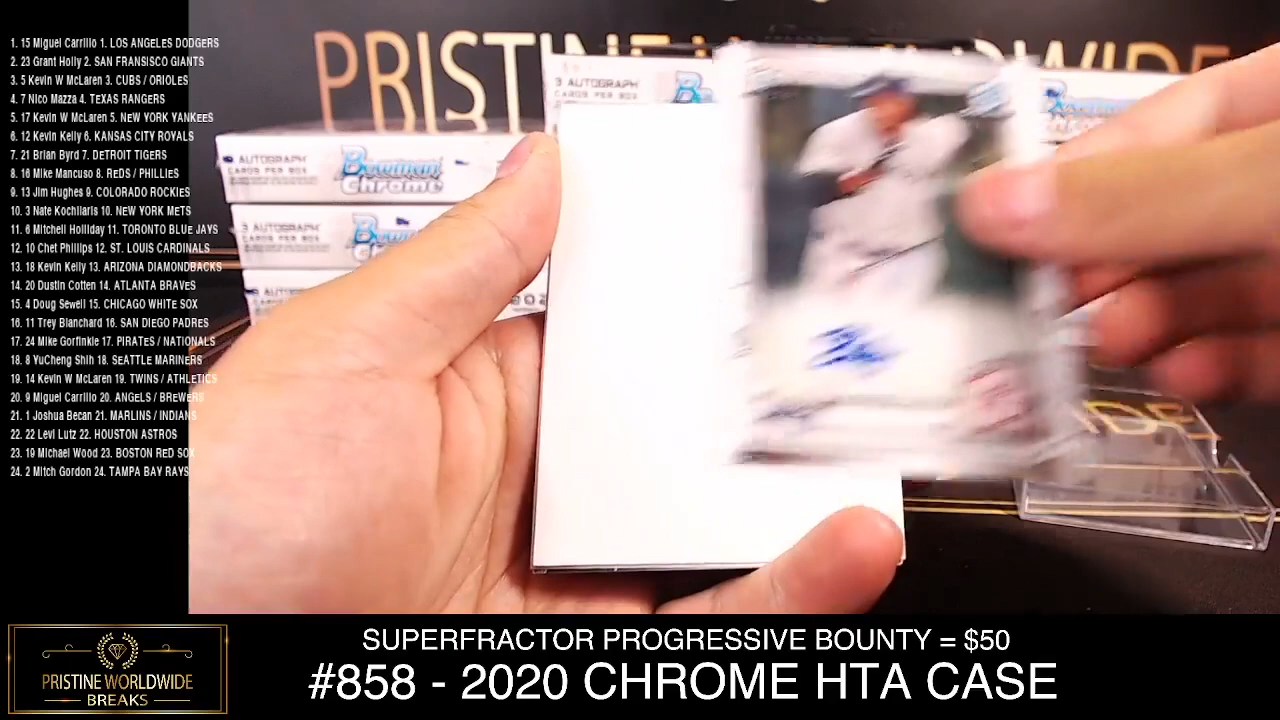 1. 15 Miguel Carrillo 1. LOS ANGELES DODGERS
2. 23 Grant Holly 2. SAN FRANSISCO GIANTS
3. 5 Kevin W McLaren 3. CUBS / ORIOLES
4. 7 Nico Mazza 4. TEXAS RANGERS
5. 17 Kevin W McLaren 5. NeW YORK YANKEeS
6. 12 Kevin Kelly 6. KANSAS CITY ROYALS
7. 21 Brian Byrd 7. DETROIT TIGERS
8. 16 Mike Mancuso 8. ReDS / PHILLIES
9. 13 Jim Hughes 9. COLORADO ROCKIES
10. 3 Nate Kochilaris 10. NEW YORK MeTS
11. 6 Mitchell Holliday 11. TORONTO BLUe JAYS
12. 10 Chet Phillips 12. ST. LOUIS CARDINALS
13. 18 Kevin Kelly 13. ARIZONA DIAMONDBACKS
14. 20 Dustin Cotten 14. ATLANTA BRAVeS
15. 4 Doug Sewell 15. CHICAGO WHITe SOX
16. 11 Trey Blanchard 16. SAN DIEGO PADRES
17. 24 Mike Gorfinkle 17. PIRATeS / NATIONALS
18. 8 YuCheng Shih 18. SeATTLE MARINERS
19. 14 Kevin W McLaren 19. TWINS / ATHLETICS
20. 9 Miguel Carrillo 20. ANGELS / BReWERS
21. 1 Joshua Becan 21. MARLINS / INDIANS
22. 22 Levi Lutz 22. HOUSTON ASTROS
23. 19 Michael Wood 23. BOSTON ReD SOX
24. 2 Mitch Gordon 24. TAMPA BAY RAYS
PRISTINE WORLDWIDE
3 AUTOGRAPH
CARDS PER BOX
AUTOGRAPH
CARDS PER BOX
Bowman
Chrome
3 AUTOGRAPH
CARDS PER BOX
PRISTINE WORLDWIDE
BREAKS
SUPERFRACTOR PROGRESSIVE BOUNTY = $50
#858 - 2020 CHROME HTA CASE